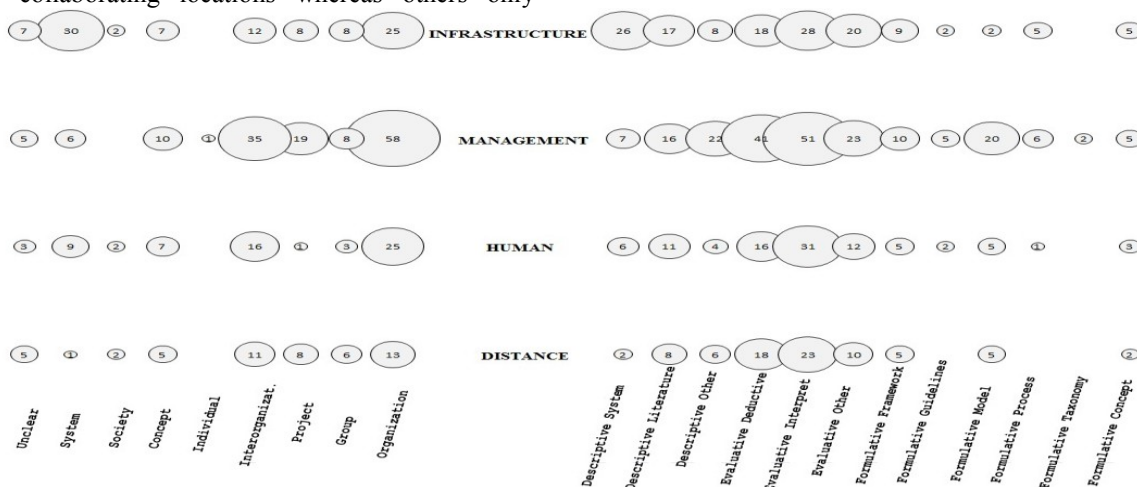 collaborating locations whereas others only
7 30 2 7 12 8 8 25 INFRASTRUCTURE 26 17 8 18 28 20 9 2 2 5 5
5 6 10 1 35 19 8 58 MANAGEMENT 7 16 22 41 51 23 10 5 20 6 2 5
3 9 2 7 16 1 3 25 HUMAN 6 11 4 16 31 12 5 2 5 1 3
5 1 2 5 11 8 6 13 DISTANCE 2 8 6 18 23 10 5 5 2
Unclear
System
Society
Concept
Individual
Interorganizat.
Project
Group
Organization
Descriptive System
Descriptive Literature
Descriptive Other
Evaluative Deductive
Evaluative Interpret
Evaluative Other
Formulative Framework
Formulative Guidelines
Formulative Model
Formulative Process
Formulative Taxonomy
Formulative Concept